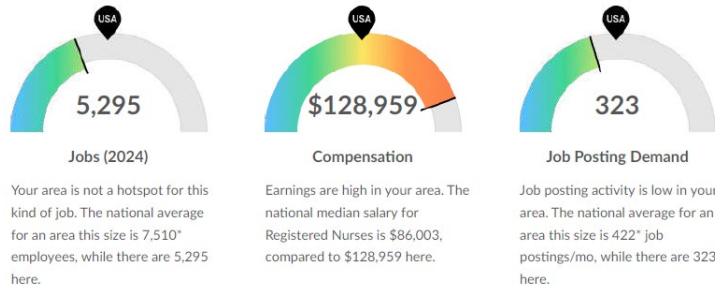 USA
5,295
Jobs (2024)
Your area is not a hotspot for this
kind of job. The national average
for an area this size is 7,510*
employees, while there are 5,295
here.
USA
$128,959
Compensation
Earnings are high in your area. The
national median salary for
Registered Nurses is $86,003,
compared to $128,959 here.
USA
323
Job Posting Demand
Job posting activity is low in your
area. The national average for an
area this size is 422* job
postings/mo, while there are 323
here.